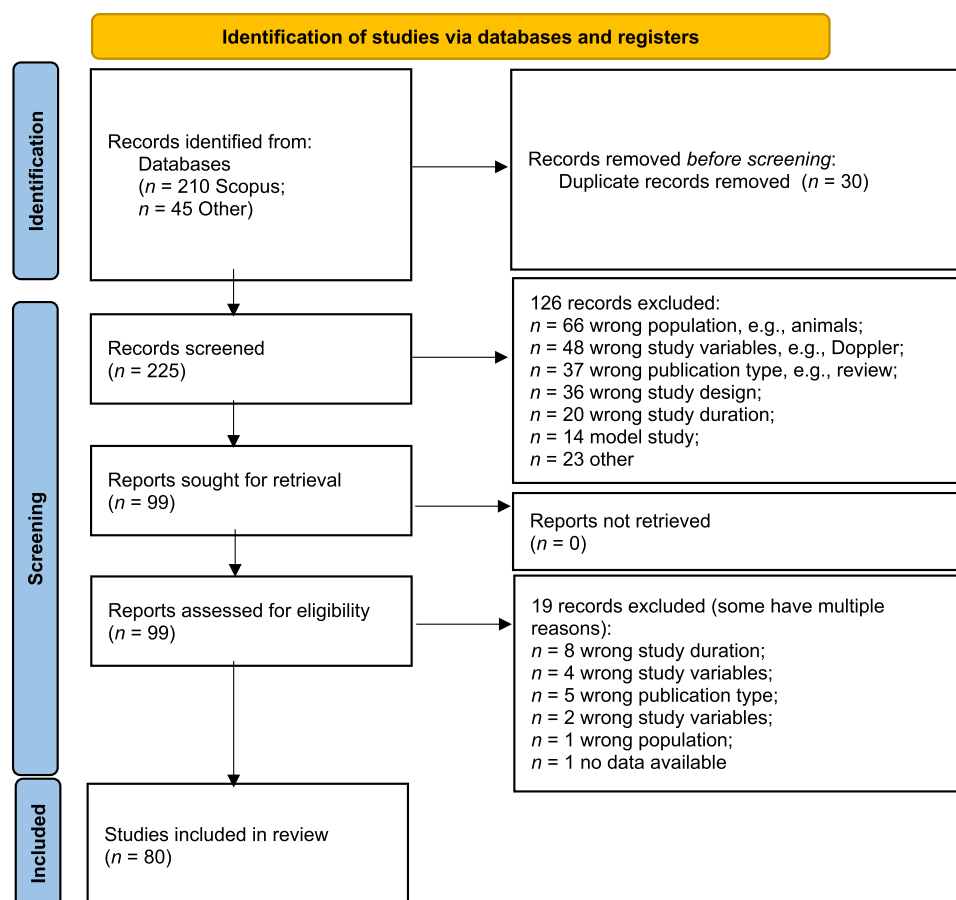 Identification of studies via databases and registers
Identification
Records identified from:
Databases
(n = 210 Scopus;
n = 45 Other)
Records removed before screening:
Duplicate records removed (n = 30)
Screening
Records screened
(n = 225)
126 records excluded:
n = 66 wrong population, e.g., animals;
n = 48 wrong study variables, e.g., Doppler;
n = 37 wrong publication type, e.g., review;
n = 36 wrong study design;
n = 20 wrong study duration;
n = 14 model study;
n = 23 other
Reports sought for retrieval
(n = 99)
Reports not retrieved
(n = 0)
Reports assessed for eligibility
(n = 99)
19 records excluded (some have multiple
reasons):
n = 8 wrong study duration;
n = 4 wrong study variables;
n = 5 wrong publication type;
n = 2 wrong study variables;
n = 1 wrong population;
n = 1 no data available
Included
Studies included in review
(n = 80)